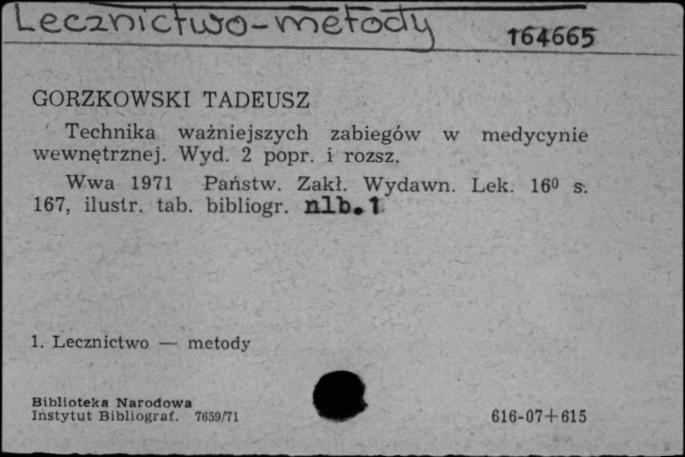 Lecznictwo-metody
164665
GORZKOWSKI TADEUSZ
Technika ważniejszych zabiegów w medycynie
wewnętrznej. Wyd. 2 popr. i rozsz.
Wwa 1971 Państw. Zakł. Wydawn. Lek. 16⁰ s.
167, ilustr. tab. bibliogr. nlb.1
1. Lecznictwo — metody
Biblioteka Narodowa
Instytut Bibliograf. 7659/71
616-07+615